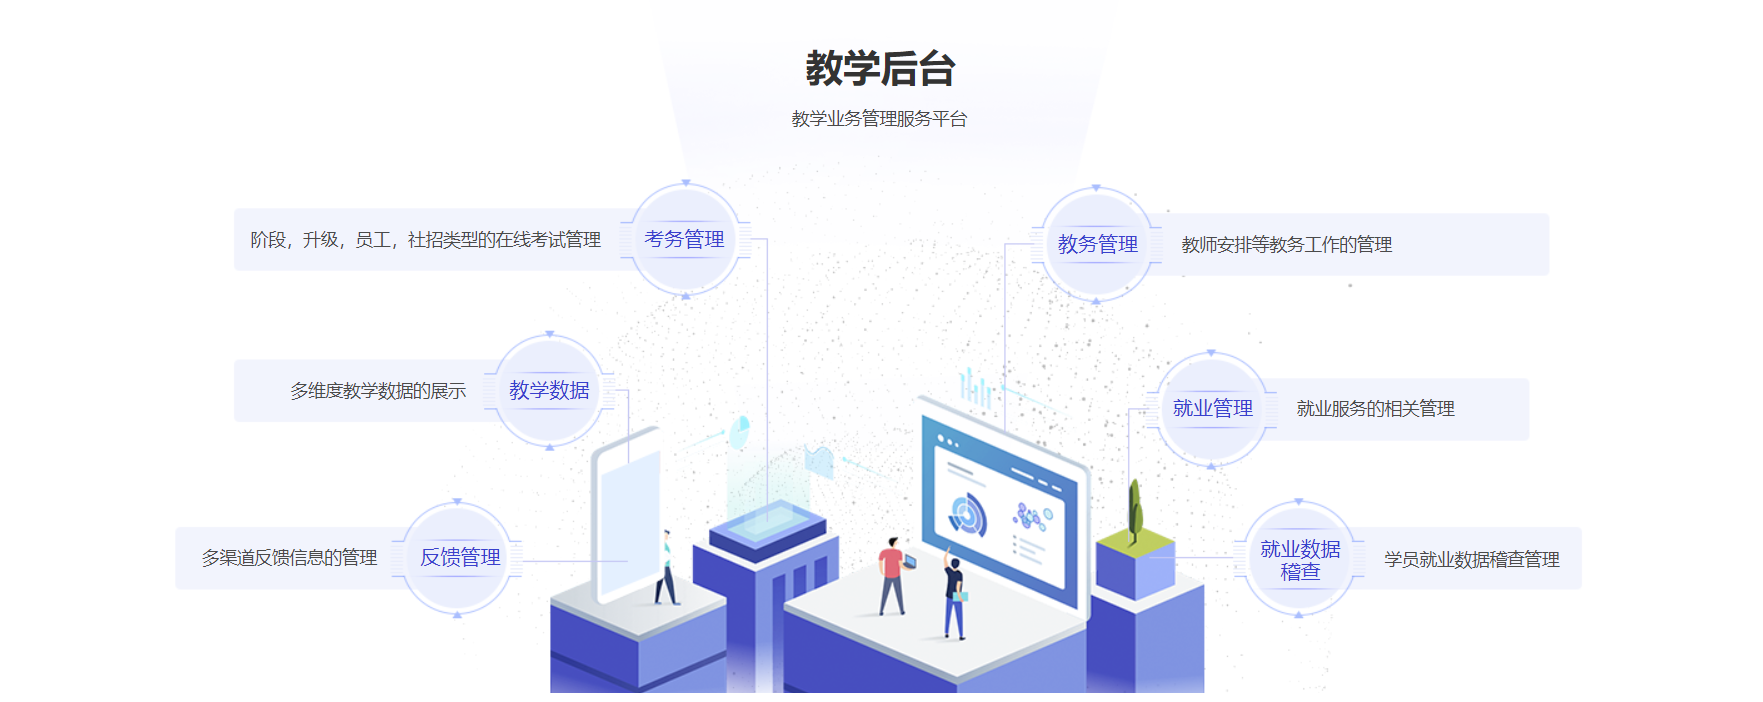 教学后台
教学业务管理服务平台
阶段，升级，员工，社招类型的在线考试管理
考务管理
教务管理
教师安排等教务工作的管理
多维度教学数据的展示
教学数据
就业管理
就业服务的相关管理
多渠道反馈信息的管理
反馈管理
就业数据
稽查
学员就业数据稽查管理